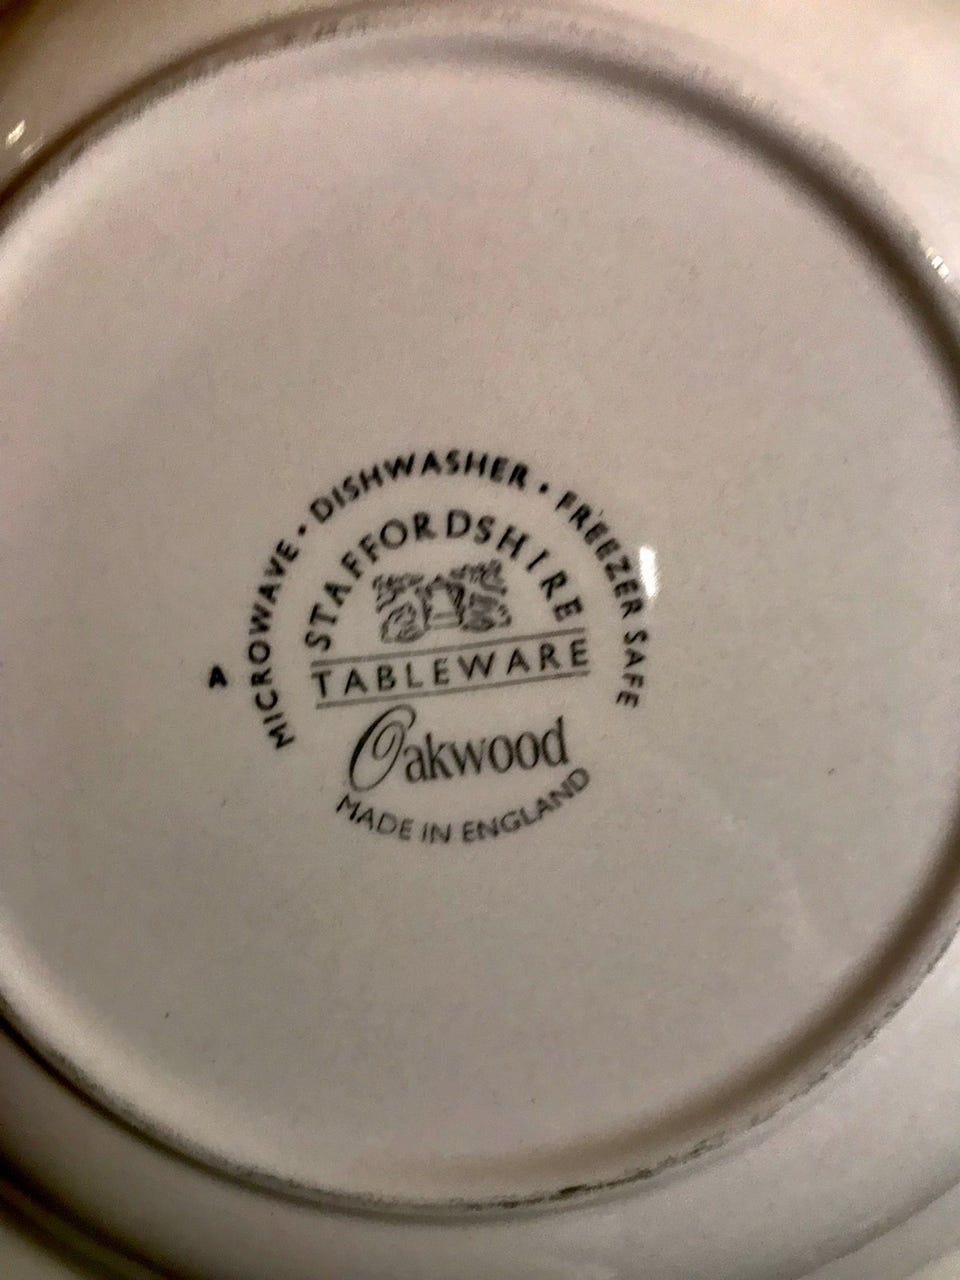 MICROWAVE • DISHWASHER • FREEZER SAFE
STAFFORDSHIRE
TABLEWARE
A
Oakwood
MADE IN ENGLAND